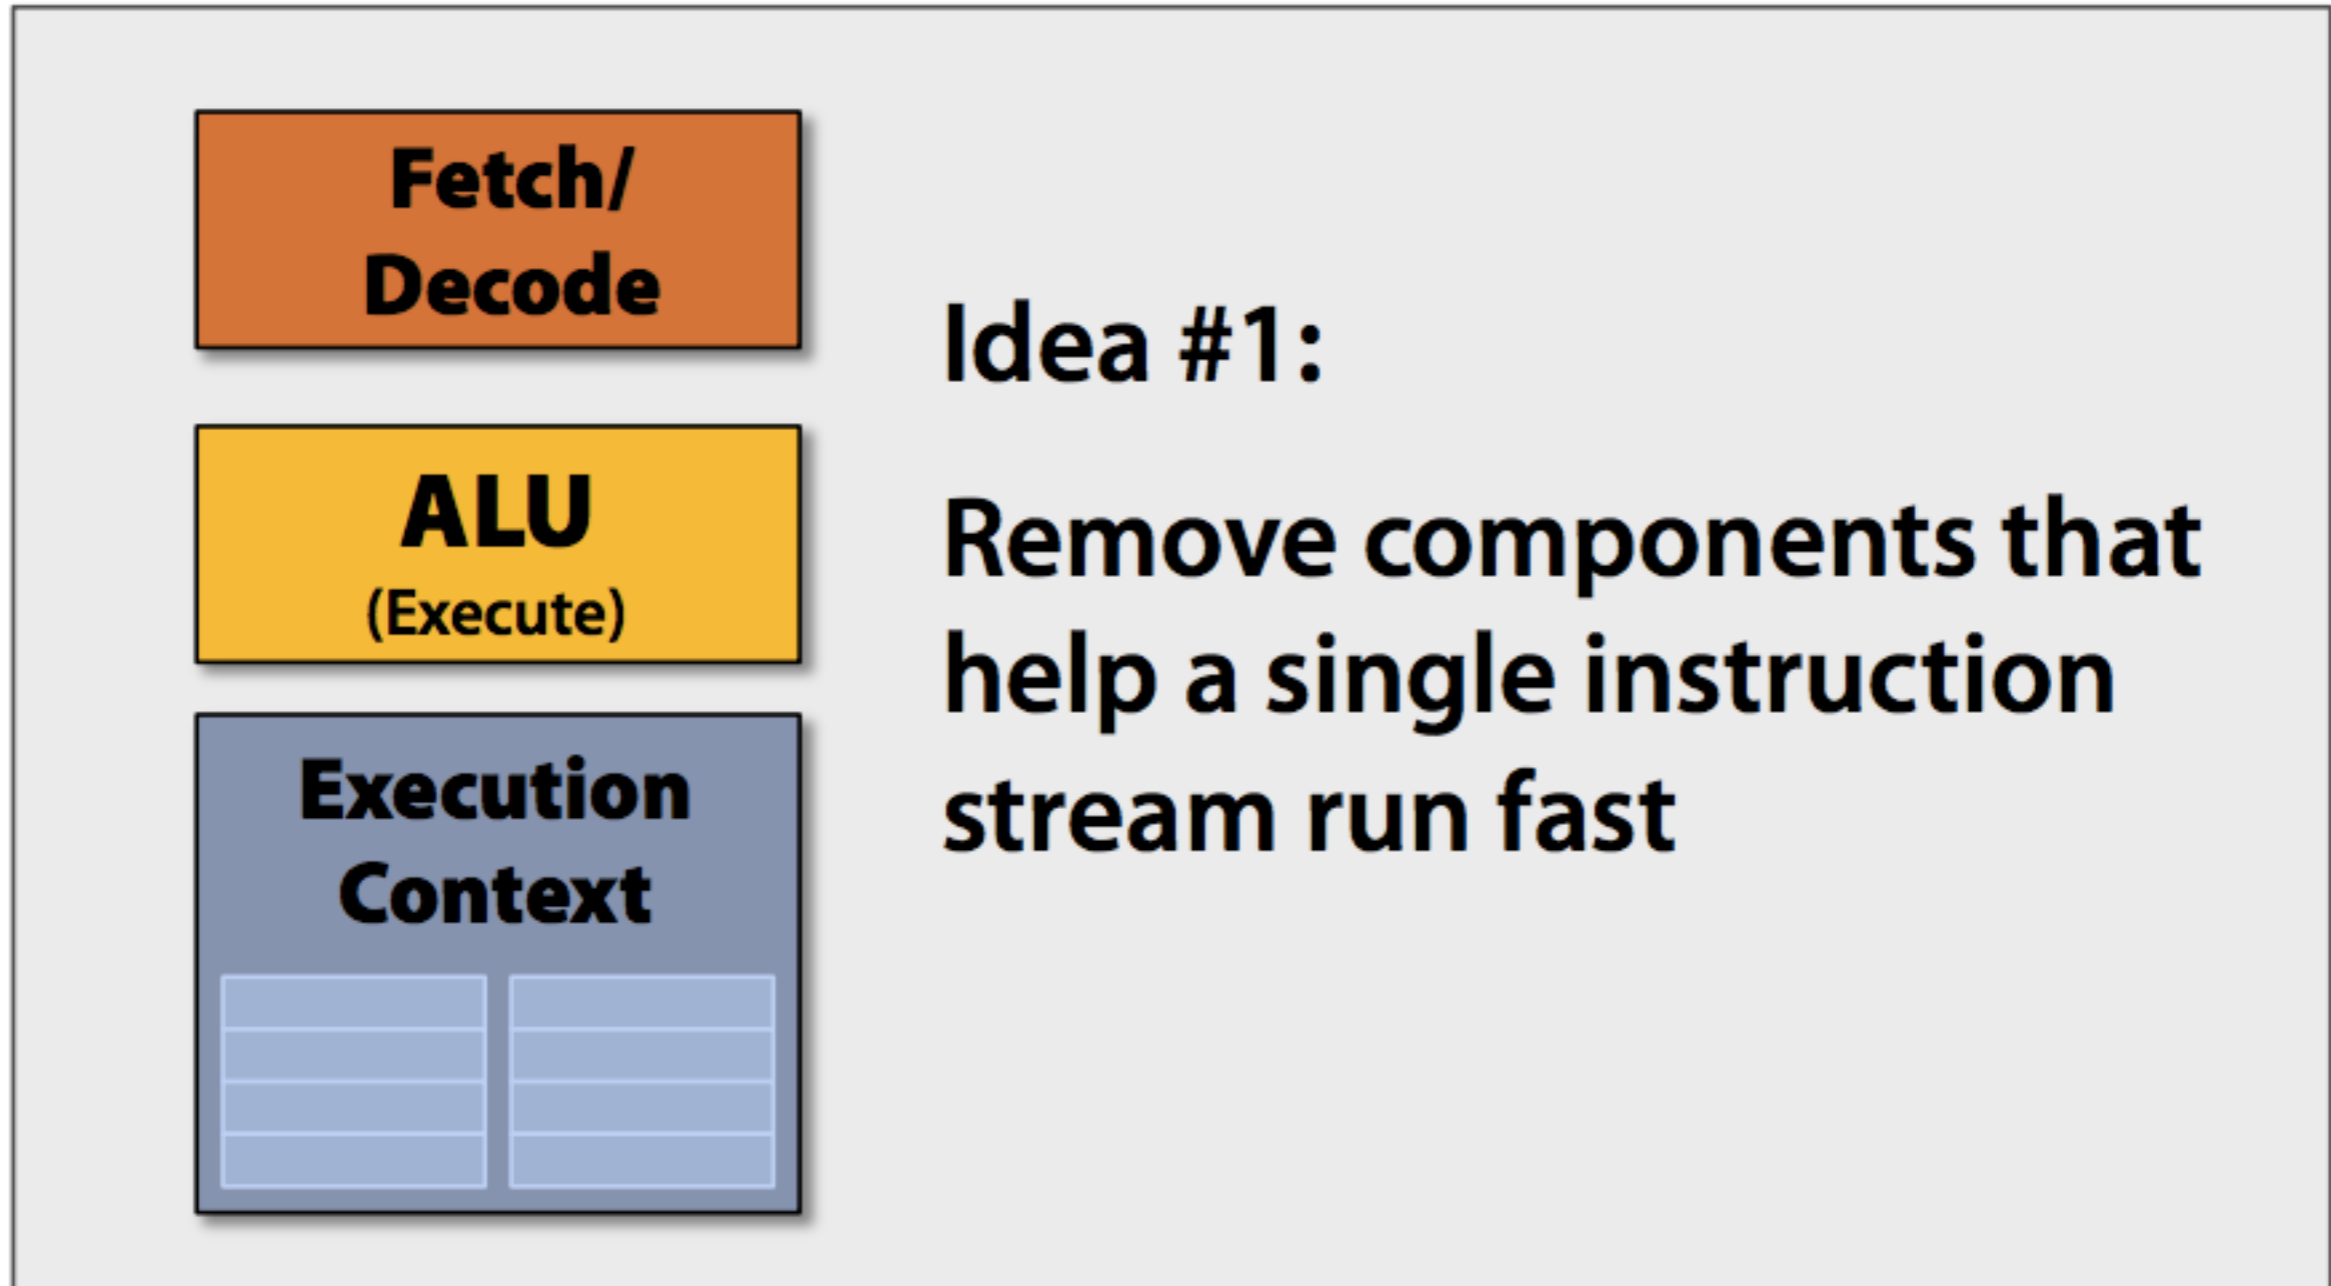 Fetch/
Decode
ALU
(Execute)
Execution
Context
Idea #1:
Remove components that
help a single instruction
stream run fast